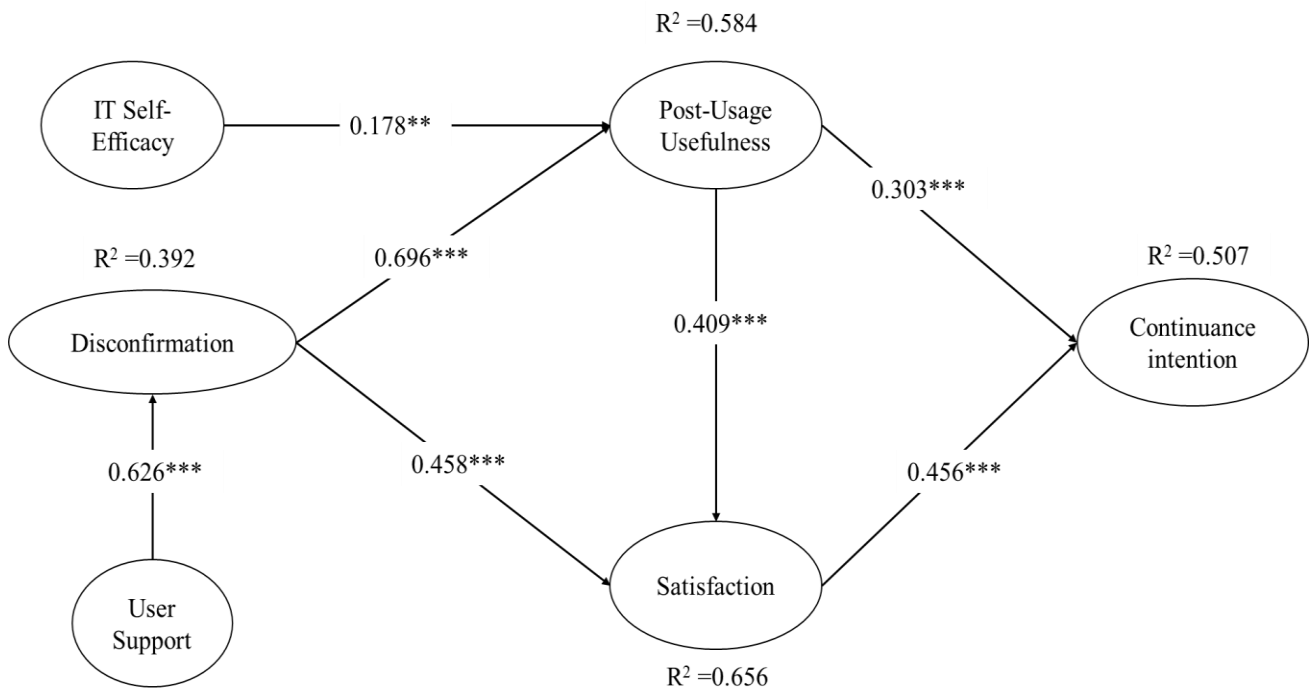 R² =0.584
IT Self-
Efficacy
0.178**
Post-Usage
Usefulness
0.303***
R² =0.392
0.696***
R² =0.507
Disconfirmation
0.409***
Continuance
intention
0.626***
0.458***
0.456***
User
Support
Satisfaction
R² =0.656